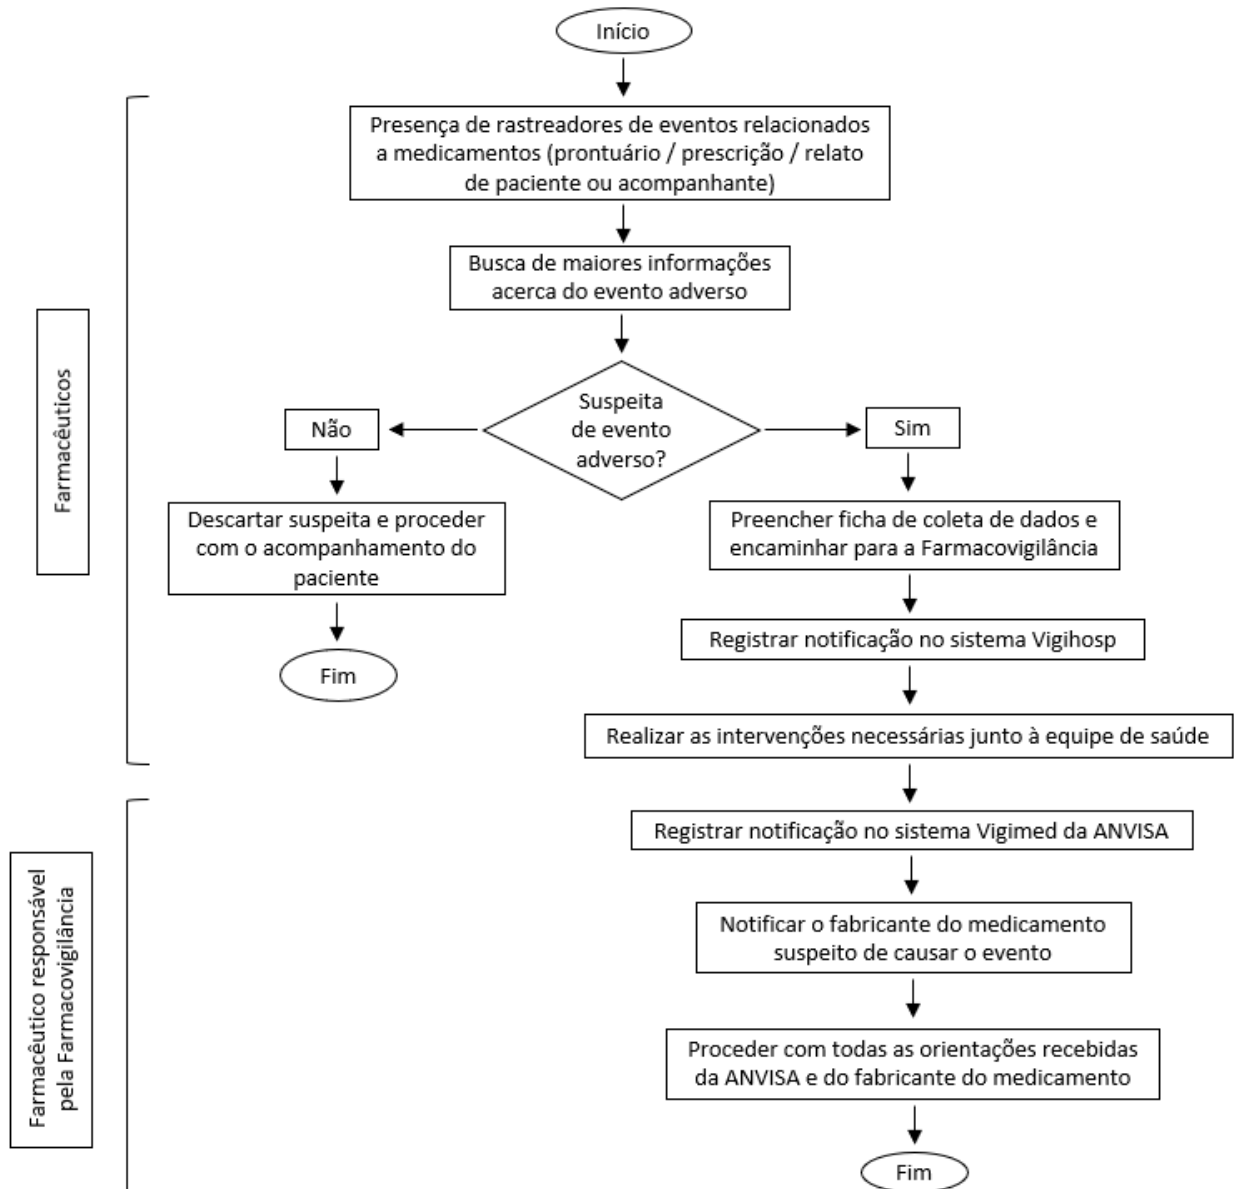 Início
Presença de rastreadores de eventos relacionados
a medicamentos (prontuário / prescrição / relato
de paciente ou acompanhante)
Busca de maiores informações
acerca do evento adverso
Farmacêuticos
Suspeita
de evento
adverso?
Não
Sim
Descartar suspeita e proceder
com o acompanhamento do
paciente
Fim
Preencher ficha de coleta de dados e
encaminhar para a Farmacovigilância
Registrar notificação no sistema Vigihosp
Realizar as intervenções necessárias junto à equipe de saúde
Farmacêutico responsável
pela Farmacovigilância
Registrar notificação no sistema Vigimed da ANVISA
Notificar o fabricante do medicamento
suspeito de causar o evento
Proceder com todas as orientações recebidas
da ANVISA e do fabricante do medicamento
Fim